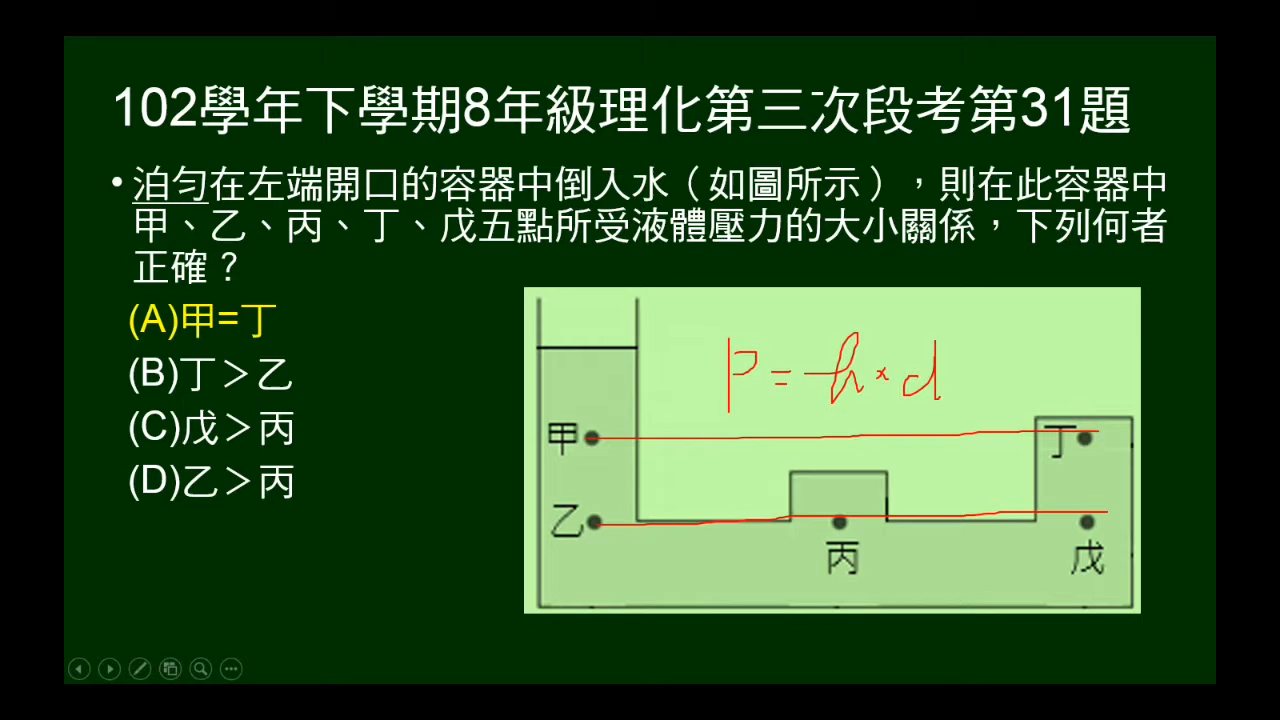 102學年下學期8年級理化第三次段考第31題
• 泊勻在左端開口的容器中倒入水（如圖所示），則在此容器中
甲、乙、丙、丁、戊五點所受液體壓力的大小關係，下列何者
正確？
(A)甲=丁
(B)丁＞乙
(C)戊＞丙
(D)乙＞丙
P=h×d
甲
丁
乙
丙
戊